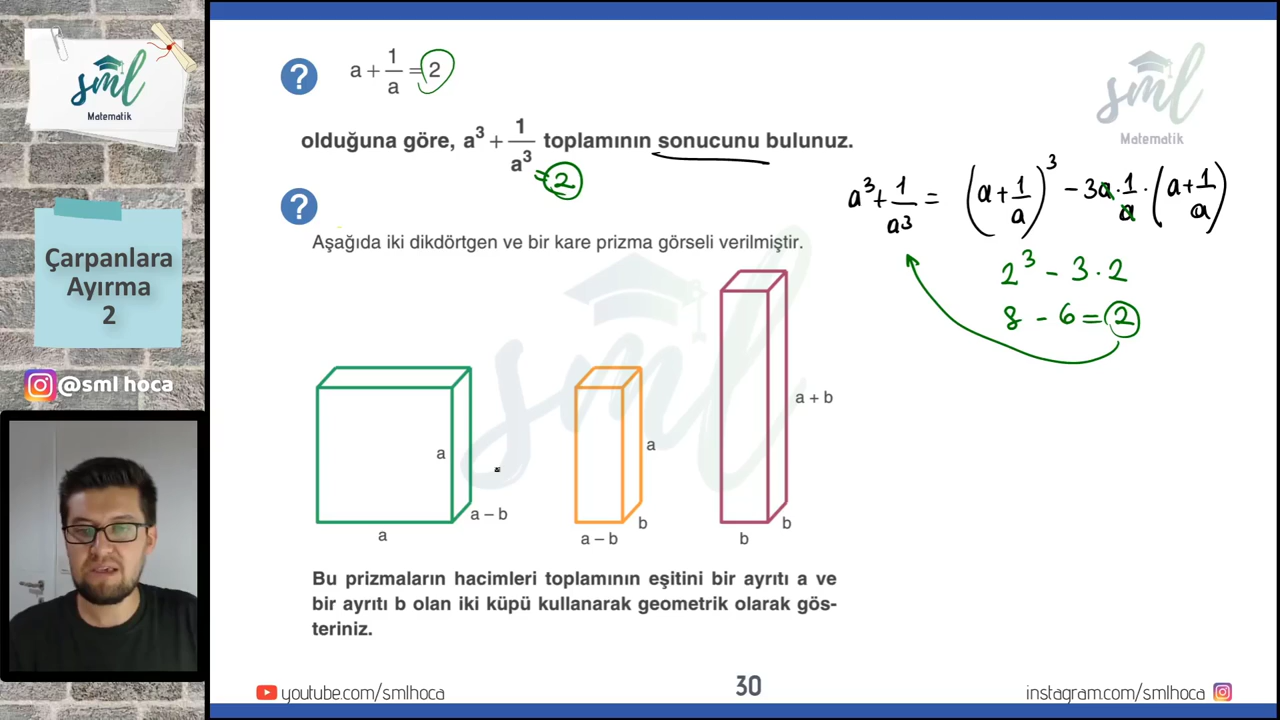 sml
Matematik
Çarpanlara
Ayırma
2
@sml hoca
a + 1/a = 2
olduğuna göre, a³ + 1/a³ toplamının sonucunu bulunuz.
= 2
sml
Matematik
a³ + 1/a³ = (a + 1/a)³ − 3a · 1/a · (a + 1/a)
2³ − 3 · 2
8 − 6 = 2
?
?
Aşağıda iki dikdörtgen ve bir kare prizma görseli verilmiştir.
sml
a
a – b
a
a
b
a – b
a + b
b
b
Bu prizmaların hacimleri toplamının eşitini bir ayrıtı a ve
bir ayrıtı b olan iki küpü kullanarak geometrik olarak gös-
teriniz.
youtube.com/smlhoca
30
instagram.com/smlhoca